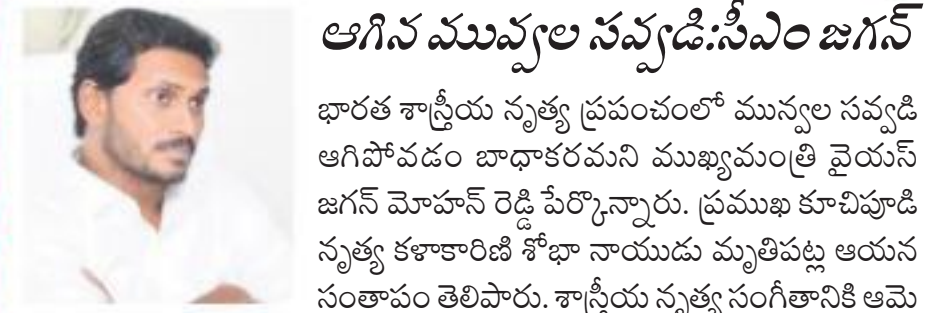 ఆగిన మువ్వల సవ్వడి:సీఎం జగన్
భారత శాస్త్రీయ నృత్య ప్రపంచంలో మున్వల సవ్వడి
ఆగిపోవడం బాధాకరమని ముఖ్యమంత్రి వైయస్
జగన్ మోహన్ రెడ్డి పేర్కొన్నారు. ప్రముఖ కూచిపూడి
నృత్య కళాకారిణి శోభా నాయుడు మృతిపట్ల ఆయన
సంతాపం తెలిపారు. శాస్త్రీయ నృత్య సంగీతానికి ఆమె